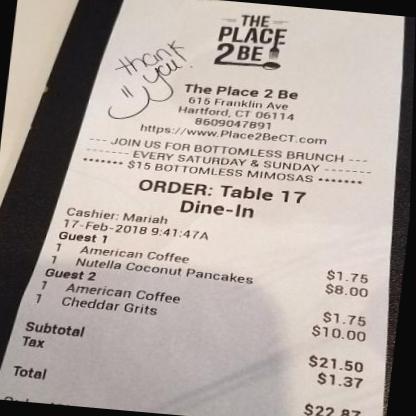 THE
PLACE
2 BE
thank
you!
The Place 2 Be
615 Franklin Ave
Hartford, CT 06114
8609047891
https://www.Place2BeCT.com
--- JOIN US FOR BOTTOMLESS BRUNCH ---
------- EVERY SATURDAY & SUNDAY -------
••••••• $15 BOTTOMLESS MIMOSAS •••••••
ORDER: Table 17
Dine-In
Cashier: Mariah
17-Feb-2018 9:41:47A
Guest 1
1 American Coffee $1.75
1 Nutella Coconut Pancakes $8.00
Guest 2
1 American Coffee $1.75
1 Cheddar Grits $10.00
Subtotal $21.50
Tax $1.37
Total $22.87